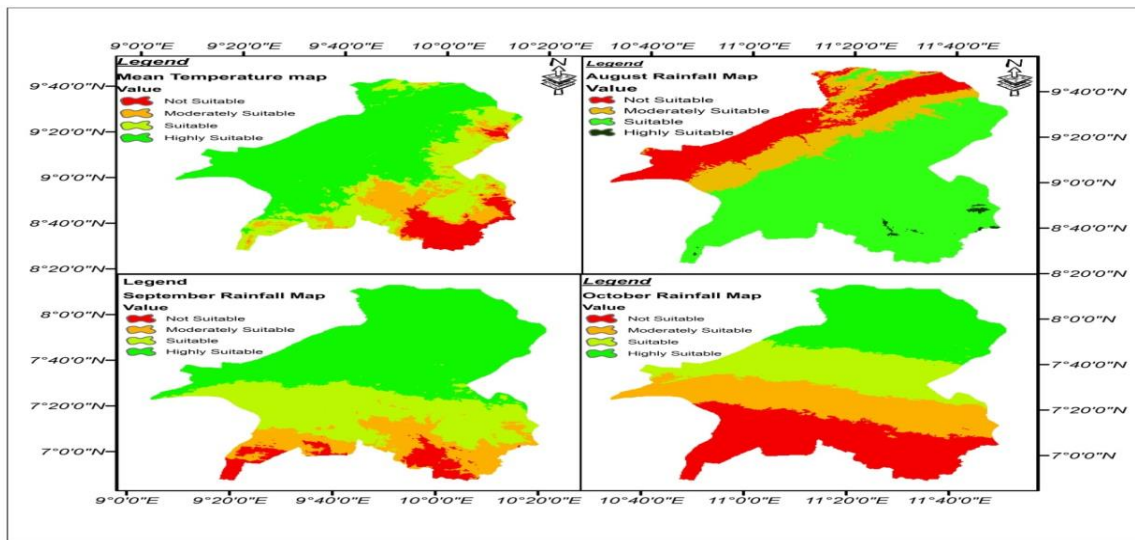 9°0'0"E 9°20'0"E 9°40'0"E 10°0'0"E 10°20'0"E 10°40'0"E 11°0'0"E 11°20'0"E 11°40'0"E
Legend
Mean Temperature map
Value
Not Suitable
Moderately Suitable
Suitable
Highly Suitable
N
9°40'0"N
9°20'0"N
9°0'0"N
8°40'0"N
8°20'0"N
Legend
August Rainfall Map
Value
Not Suitable
Moderately Suitable
Suitable
Highly Suitable
N
9°40'0"N
9°20'0"N
9°0'0"N
8°40'0"N
8°20'0"N
Legend
September Rainfall Map
Value
Not Suitable
Moderately Suitable
Suitable
Highly Suitable
8°0'0"N
7°40'0"N
7°20'0"N
7°0'0"N
Legend
October Rainfall Map
Value
Not Suitable
Moderately Suitable
Suitable
Highly Suitable
8°0'0"N
7°40'0"N
7°20'0"N
7°0'0"N
9°0'0"E 9°20'0"E 9°40'0"E 10°0'0"E 10°20'0"E 10°40'0"E 11°0'0"E 11°20'0"E 11°40'0"E